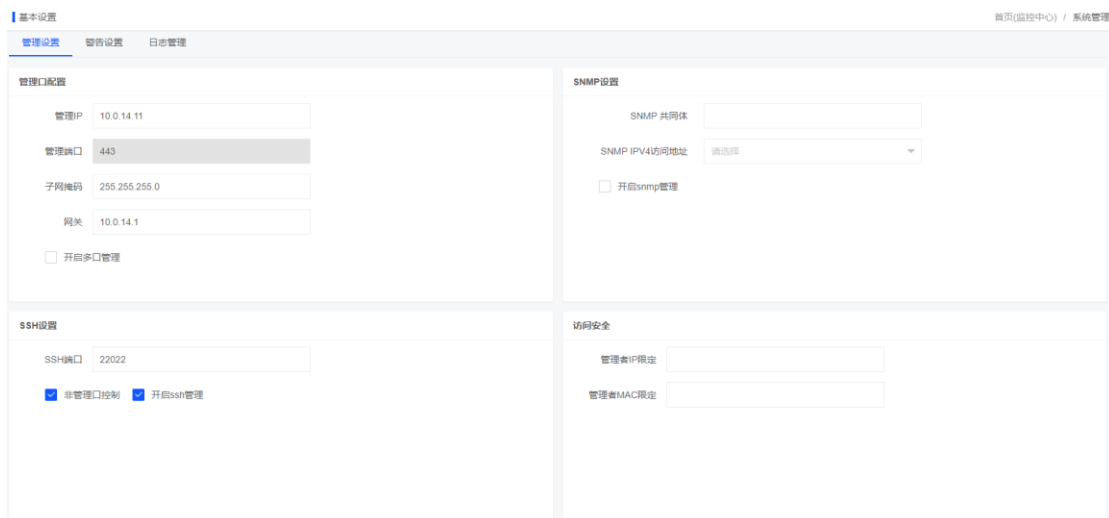 基本设置
首页(监控中心) / 系统管理
管理设置 警告设置 日志管理
管理口配置
管理IP 10.0.14.11
管理端口 443
子网掩码 255.255.255.0
网关 10.0.14.1
开启多口管理
SNMP设置
SNMP 共同体
SNMP IPV4访问地址 请选择
开启snmp管理
SSH设置
SSH端口 22022
非管理口控制 开启ssh管理
访问安全
管理者IP限定
管理者MAC限定